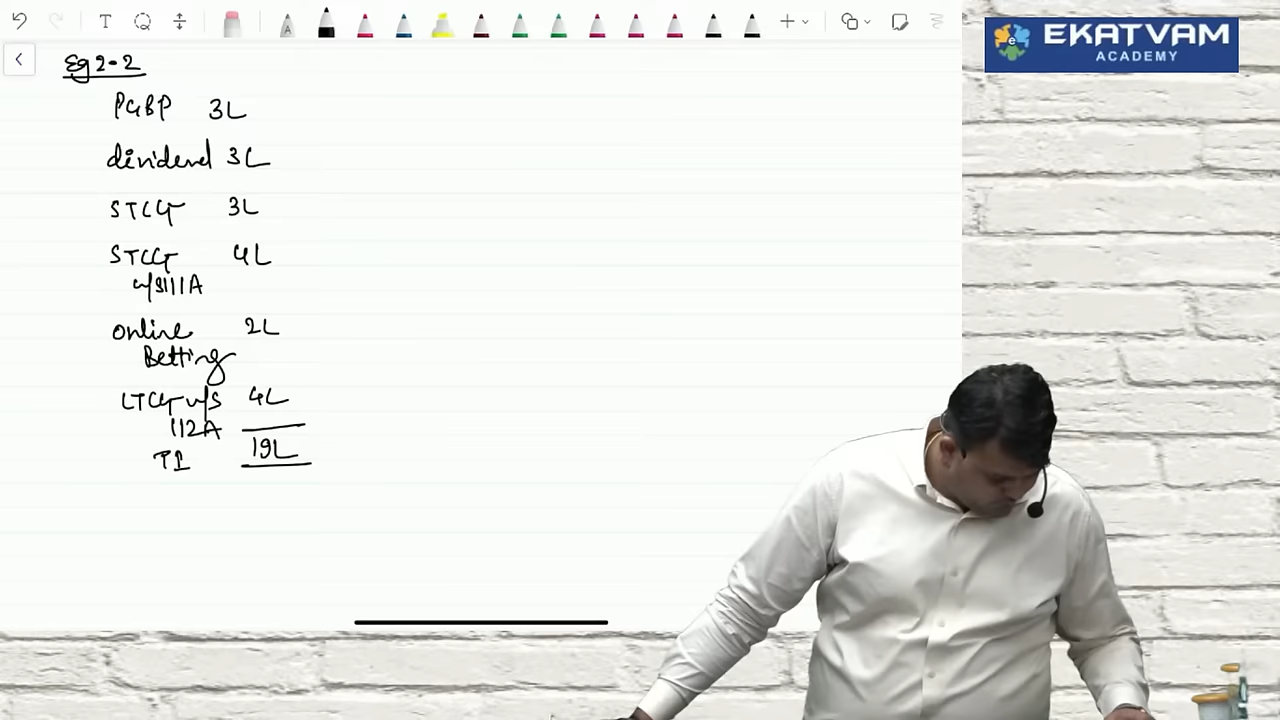 EKATVAM
ACADEMY
Eg 2.2
PGBP 3L
dividend 3L
STCG 3L
STCG 4L
u/s 111A
online 2L
Betting
LTCG u/s 4L
112A
TI 19L